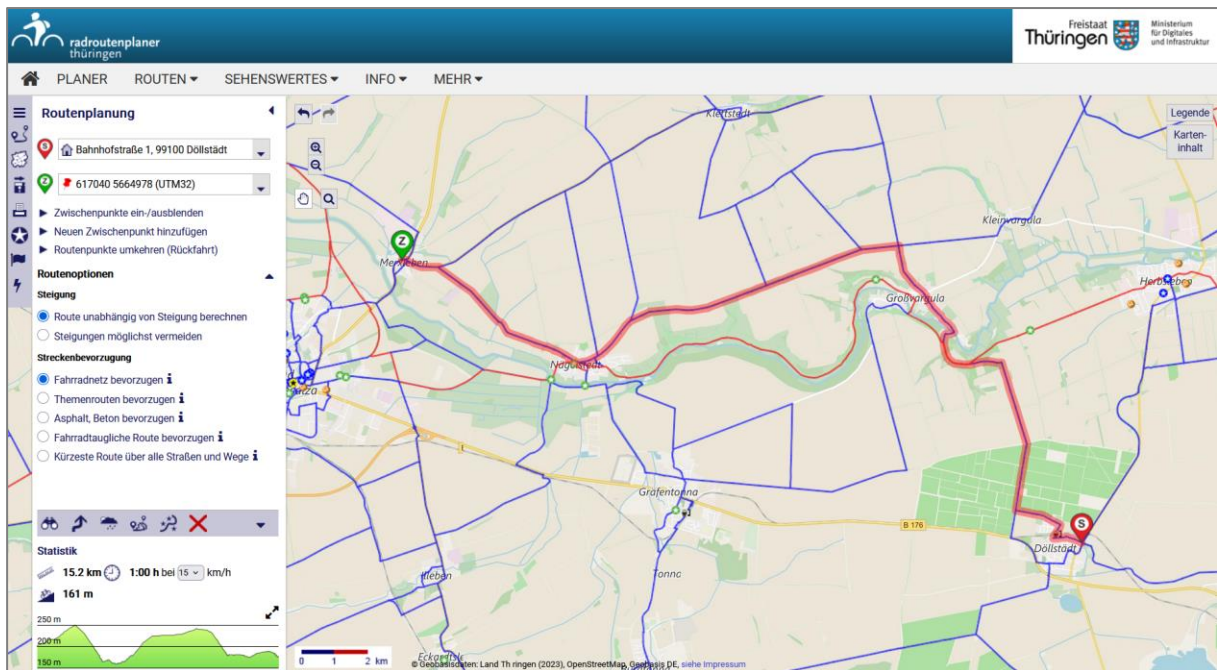 radroutenplaner
thüringen
Freistaat
Thüringen
Ministerium
für Digitales
und Infrastruktur
PLANER
ROUTEN
SEHENSWERTES
INFO
MEHR
Routenplanung
S
Bahnhofstraße 1, 99100 Döllstädt
Z
617040 5664978 (UTM32)
Zwischenpunkte ein-/ausblenden
Neuen Zwischenpunkt hinzufügen
Routenpunkte umkehren (Rückfahrt)
Routenoptionen
Steigung
Route unabhängig von Steigung berechnen
Steigungen möglichst vermeiden
Streckenbevorzugung
Fahrradnetz bevorzugen i
Themenrouten bevorzugen i
Asphalt, Beton bevorzugen i
Fahrradtaugliche Route bevorzugen i
Kürzeste Route über alle Straßen und Wege i
Statistik
15.2 km 1:00 h bei 15 km/h
161 m
250 m
200 m
150 m
Legende
Karten-
inhalt
Klettstedt
Kleinvargula
Z
Merxleben
Herbsleben
Großvargula
Nägelstedt
Gräfentonna
B 176
S
Döllstädt
Illeben
Tonna
Eckardtsle
0 1 2 km
© Geobasisdaten: Land Th ringen (2023), OpenStreetMap, Geobasis DE, siehe Impressum